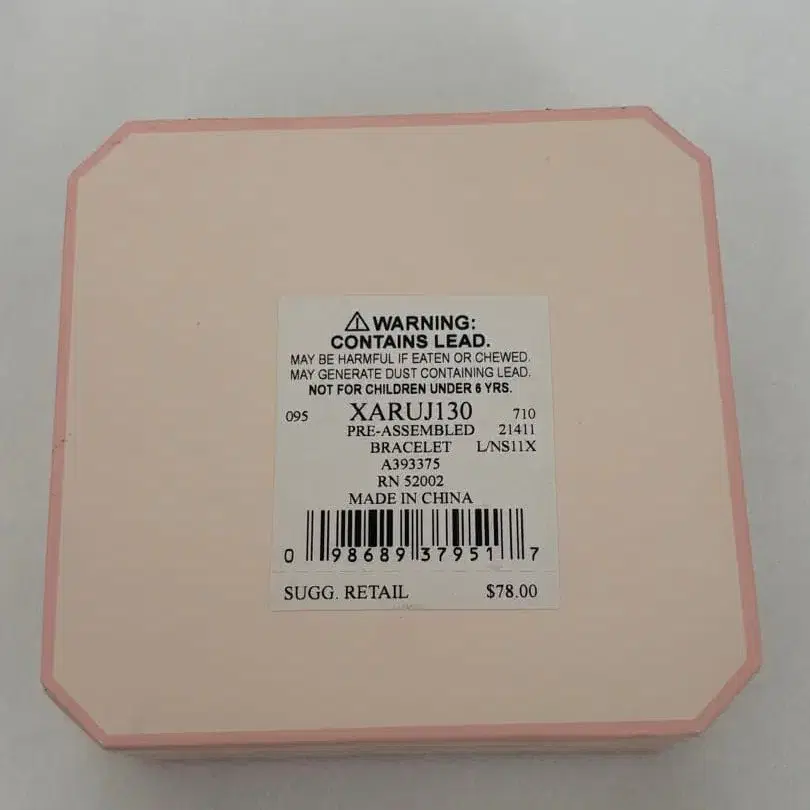 ⚠ WARNING:
CONTAINS LEAD.
MAY BE HARMFUL IF EATEN OR CHEWED.
MAY GENERATE DUST CONTAINING LEAD.
NOT FOR CHILDREN UNDER 6 YRS.
095 XARUJ130 710
PRE-ASSEMBLED 21411
BRACELET L/NS11X
A393375
RN 52002
MADE IN CHINA
0 98689 37951 7
SUGG. RETAIL $78.00